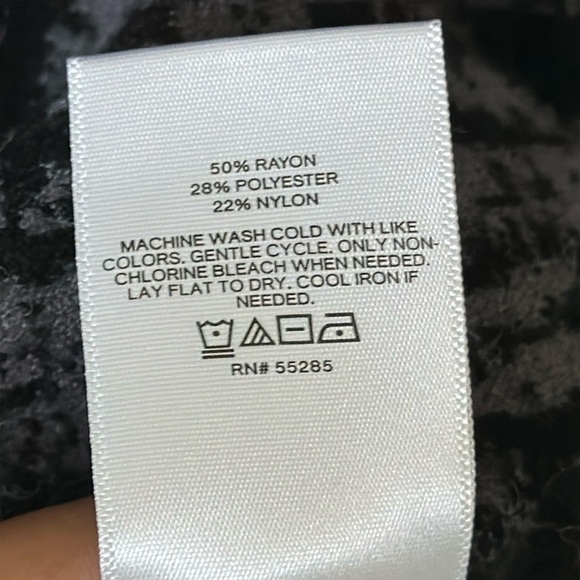 50% RAYON
28% POLYESTER
22% NYLON
MACHINE WASH COLD WITH LIKE
COLORS. GENTLE CYCLE. ONLY NON-
CHLORINE BLEACH WHEN NEEDED.
LAY FLAT TO DRY. COOL IRON IF
NEEDED.
RN# 55285